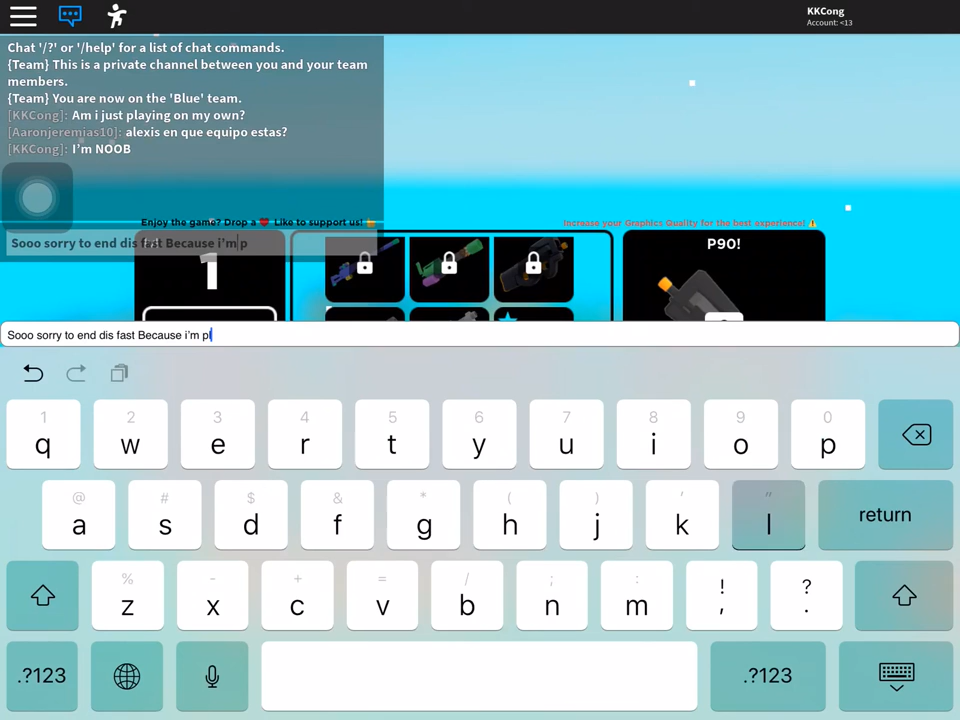 KKCong
Account: <13
Chat '/?' or '/help' for a list of chat commands.
{Team} This is a private channel between you and your team
members.
{Team} You are now on the 'Blue' team.
[KKCong]: Am i just playing on my own?
[Aaronjeremias10]: alexis en que equipo estas?
[KKCong]: I'm NOOB
Enjoy the game? Drop a ❤️ Like to support us! 👍
Increase your Graphics Quality for the best experience! ⚠️
Sooo sorry to end dis fast Because i'm p
1
P90!
Sooo sorry to end dis fast Because i'm pl
1 2 3 4 5 6 7 8 9 0
q w e r t y u i o p
@ # $ & * ( ) ' "
a s d f g h j k l return
% - + = / ; : ! ?
z x c v b n m , .
.?123 .?123